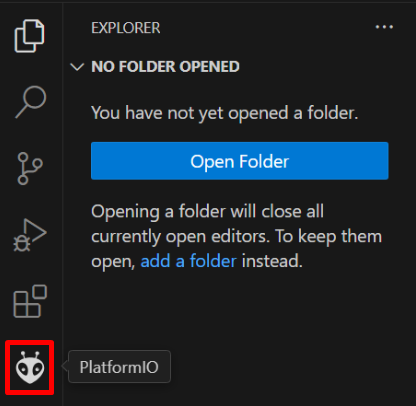 EXPLORER
NO FOLDER OPENED
You have not yet opened a folder.
Open Folder
Opening a folder will close all
currently open editors. To keep them
open, add a folder instead.
PlatformIO